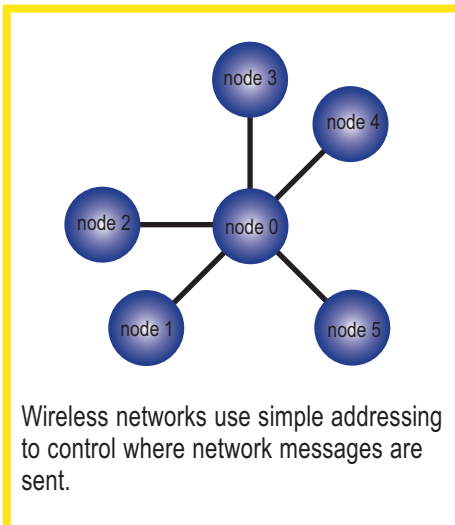 node 3
node 4
node 2
node 0
node 1
node 5
Wireless networks use simple addressing
to control where network messages are
sent.